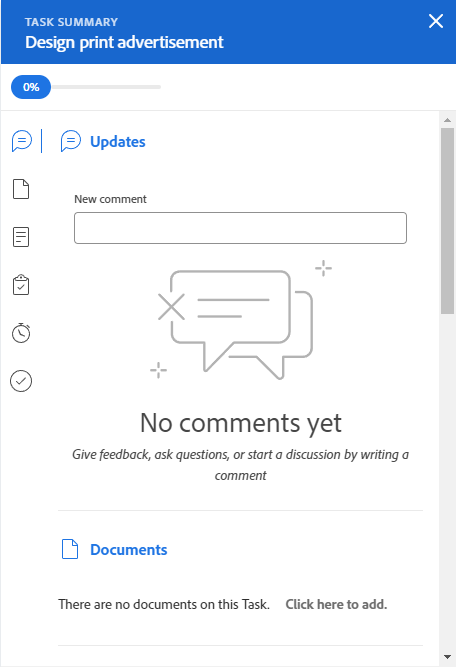 TASK SUMMARY
Design print advertisement
0%
Updates
New comment
No comments yet
Give feedback, ask questions, or start a discussion by writing a
comment
Documents
There are no documents on this Task. Click here to add.